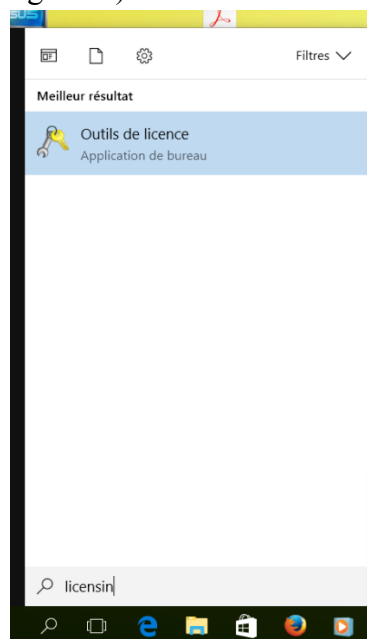 Filtres
Meilleur résultat
Outils de licence
Application de bureau
licensin